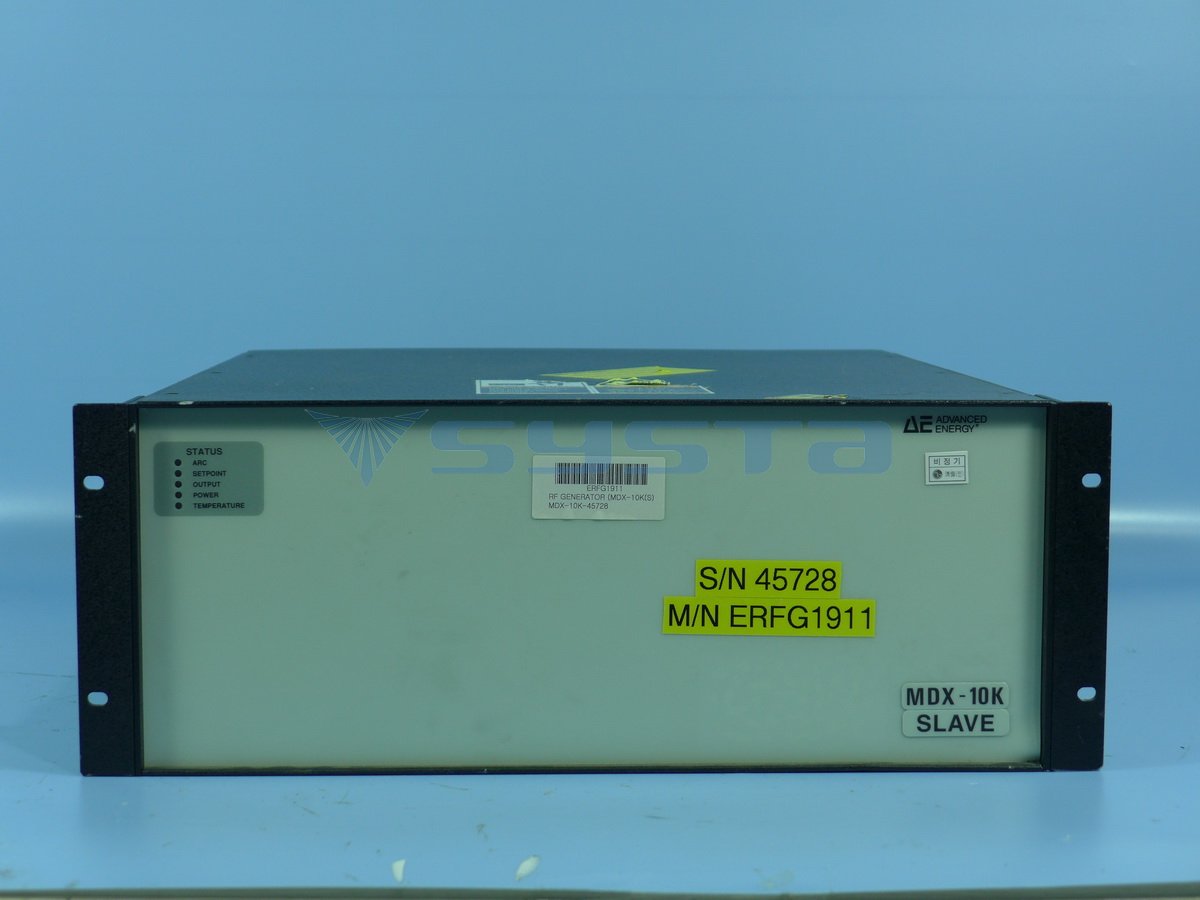 systa
AE ADVANCED
ENERGY®
STATUS
ARC
SETPOINT
OUTPUT
POWER
TEMPERATURE
비정기
ERFG1911
RF GENERATOR (MDX-10K(S)
MDX-10K-45728
S/N 45728
M/N ERFG1911
MDX-10K
SLAVE